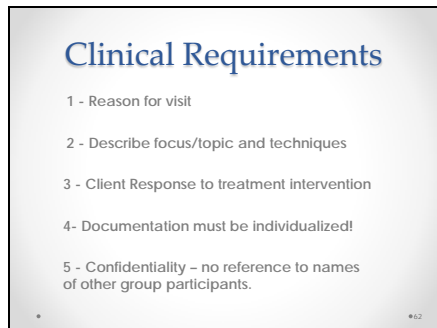 Clinical Requirements
1 - Reason for visit
2 - Describe focus/topic and techniques
3 - Client Response to treatment intervention
4- Documentation must be individualized!
5 - Confidentiality – no reference to names
of other group participants.
62